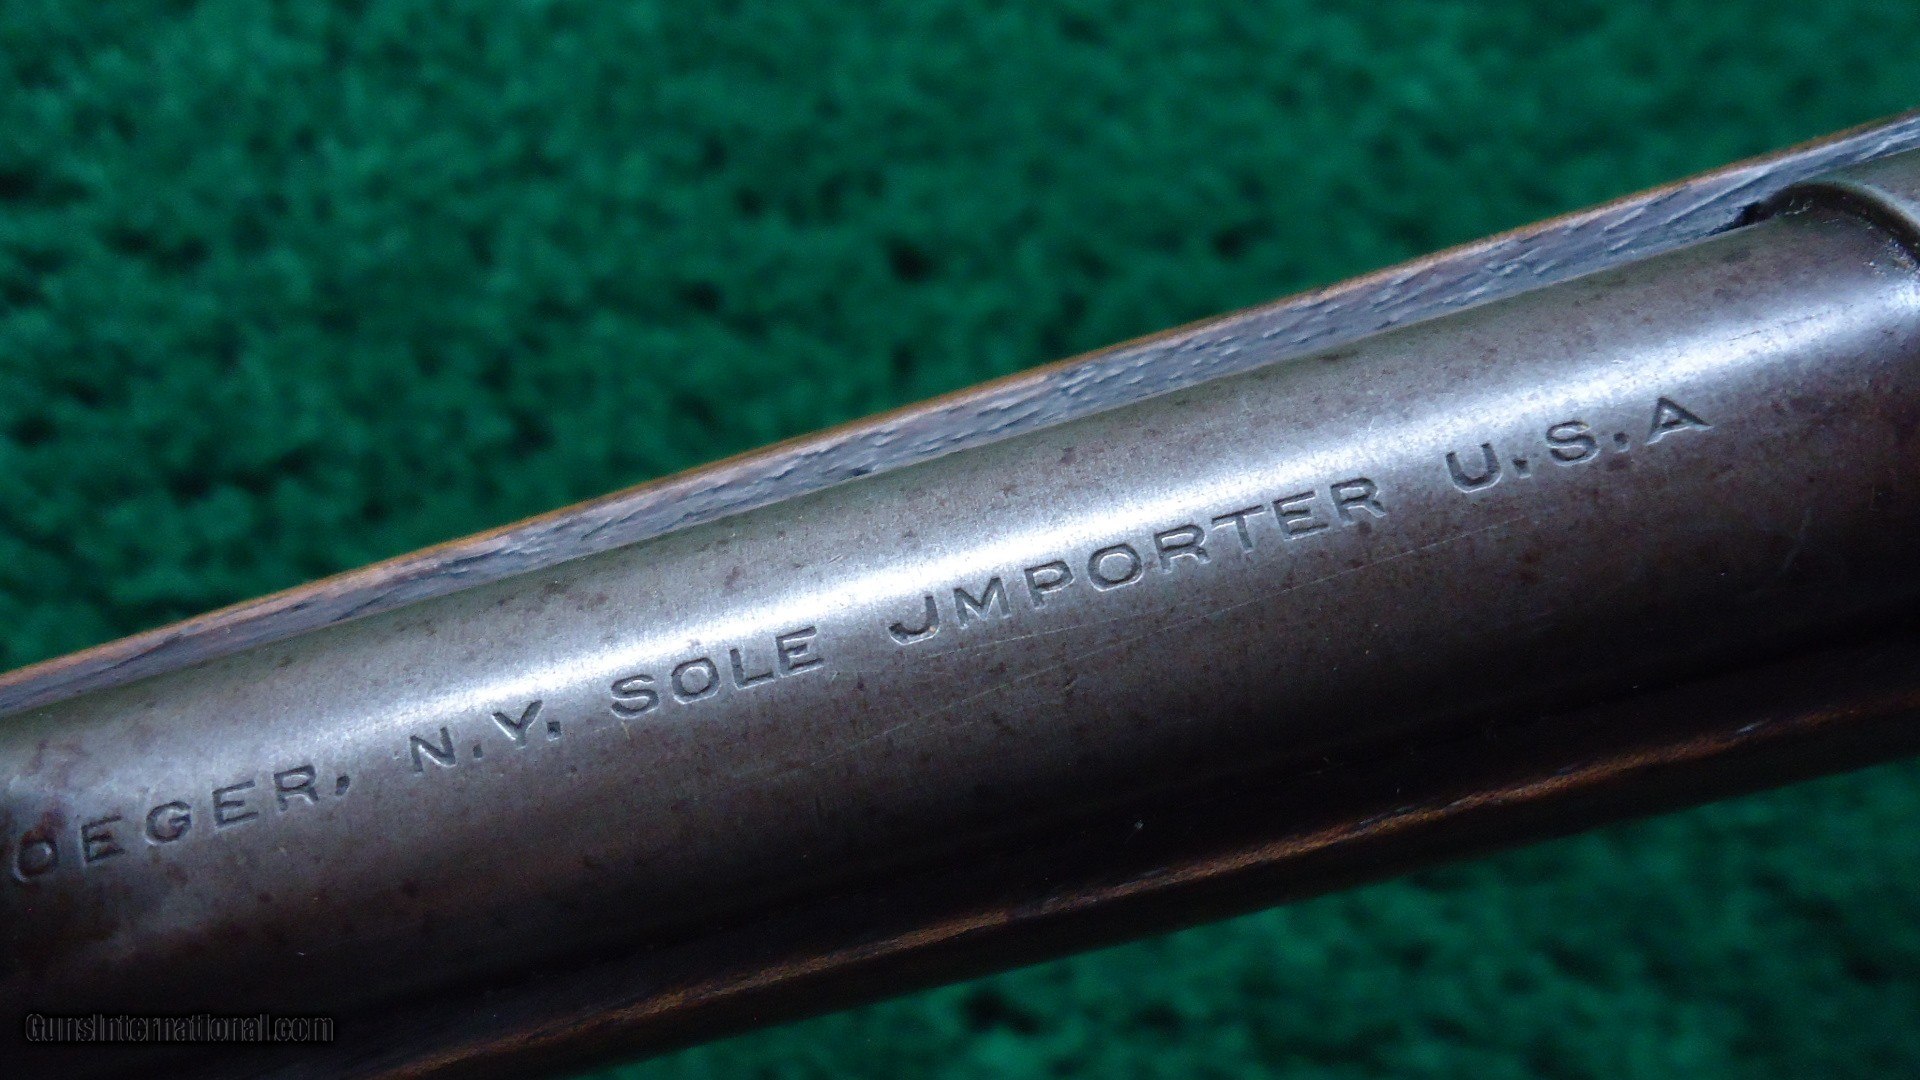 OEGER, N.Y. SOLE JMPORTER U.S.A
GunsInternational.com